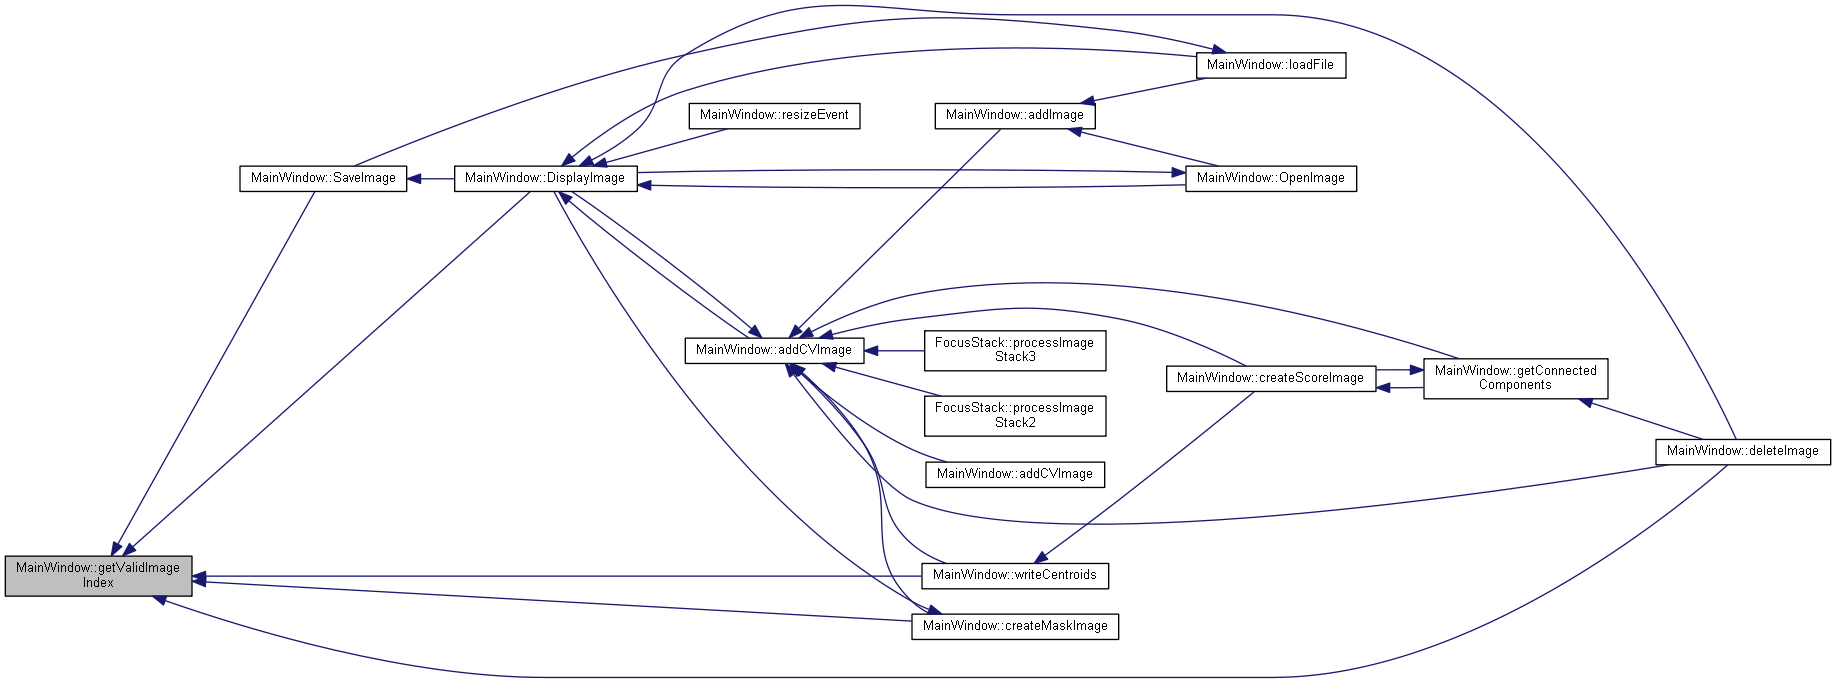 MainWindow::loadFile
MainWindow::resizeEvent
MainWindow::addImage
MainWindow::SaveImage
MainWindow::DisplayImage
MainWindow::OpenImage
MainWindow::addCVImage
FocusStack::processImage
Stack3
MainWindow::createScoreImage
MainWindow::getConnected
Components
FocusStack::processImage
Stack2
MainWindow::deleteImage
MainWindow::addCVImage
MainWindow::getValidImage
Index
MainWindow::writeCentroids
MainWindow::createMaskImage